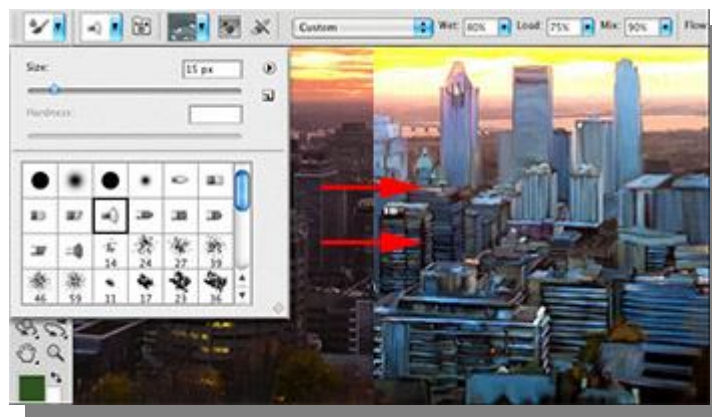 Custom Wet: 80% Load: 75% Mix: 90% Flow
Size: 15 px
Hardness:
14 24 27 39
46 59 11 17 23 36